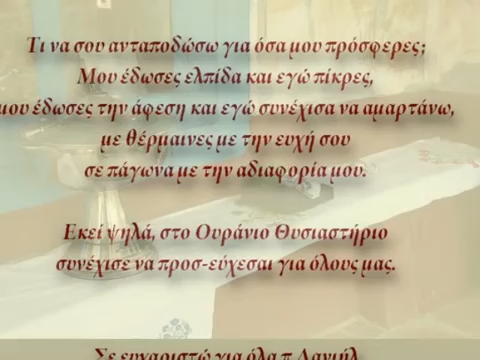 Τι να σου ανταποδώσω για όσα μου πρόσφερες;
Μου έδωσες ελπίδα και εγώ πίκρες,
μου έδωσες την άφεση και εγώ συνέχισα να αμαρτάνω,
με θέρμαινες με την ευχή σου
σε πάγωνα με την αδιαφορία μου.
Εκεί ψηλά, στο Ουράνιο Θυσιαστήριο
συνέχισε να προσ-εύχεσαι για όλους μας.
Σε ευχαριστώ για όλα π.Δανιήλ